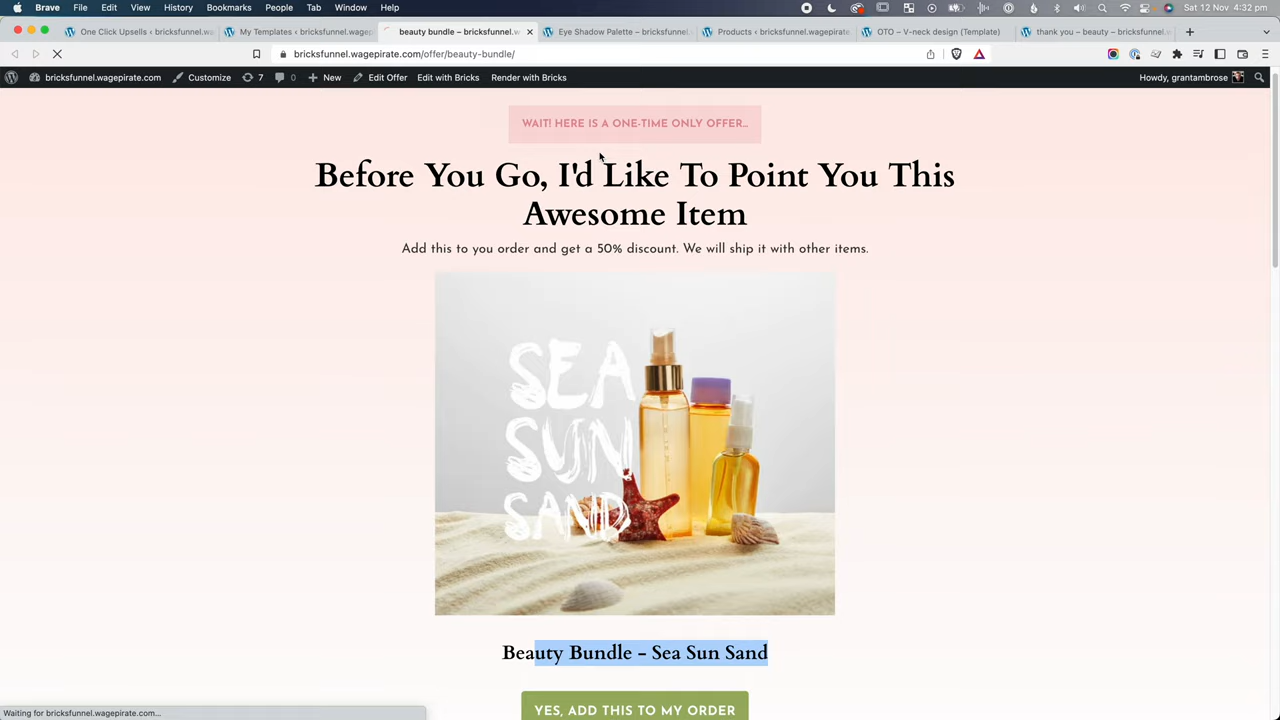 Brave File Edit View History Bookmarks People Tab Window Help
Sat 12 Nov 4:32 pm
One Click Upsells ‹ bricksfunnel.wa
My Templates ‹ bricksfunnel.wagep
beauty bundle – bricksfunnel.w
Eye Shadow Palette – bricksfunnel.
Products ‹ bricksfunnel.wagepirate
OTO – V-neck design (Template)
thank you – beauty – bricksfunnel.w
bricksfunnel.wagepirate.com/offer/beauty-bundle/
bricksfunnel.wagepirate.com Customize 7 0 New Edit Offer Edit with Bricks Render with Bricks
Howdy, grantambrose
WAIT! HERE IS A ONE-TIME ONLY OFFER...
Before You Go, I'd Like To Point You This
Awesome Item
Add this to you order and get a 50% discount. We will ship it with other items.
SEA
SUN
SAND
Beauty Bundle - Sea Sun Sand
YES, ADD THIS TO MY ORDER
Waiting for bricksfunnel.wagepirate.com...